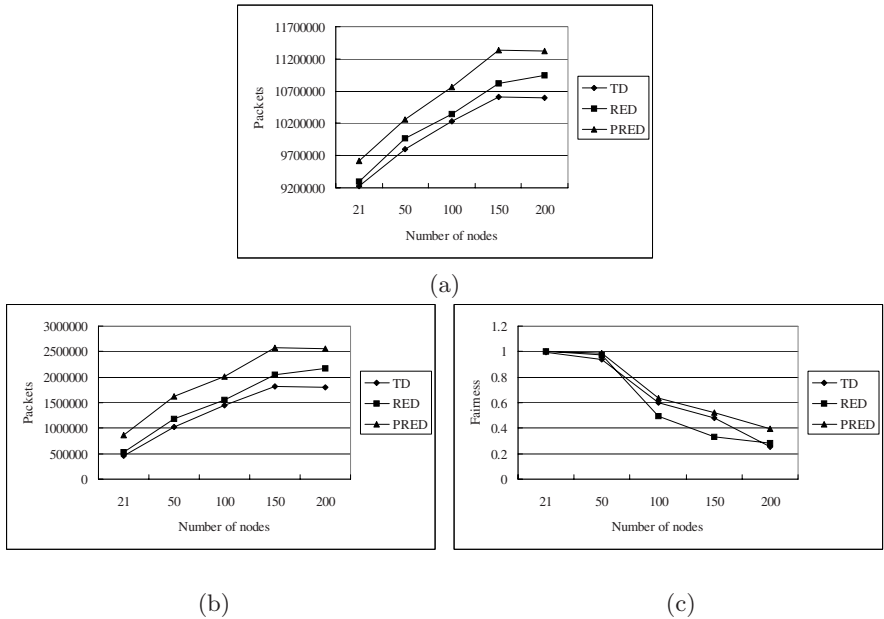 11700000
11200000
10700000
10200000
9700000
9200000
Packets
21 50 100 150 200
Number of nodes
TD
RED
PRED
(a)
3000000
2500000
2000000
1500000
1000000
500000
0
Packets
21 50 100 150 200
Number of nodes
TD
RED
PRED
(b)
1.2
1
0.8
0.6
0.4
0.2
0
Fairness
21 50 100 150 200
Number of nodes
TD
RED
PRED
(c)